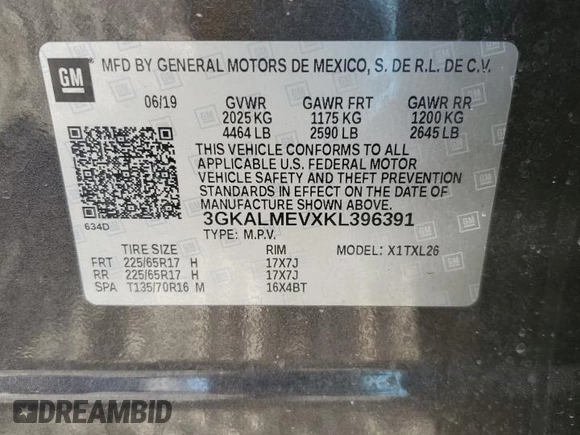 GM MFD BY GENERAL MOTORS DE MEXICO, S. DE R.L. DE C.V.
06/19 GVWR GAWR FRT GAWR RR
2025 KG 1175 KG 1200 KG
4464 LB 2590 LB 2645 LB
THIS VEHICLE CONFORMS TO ALL
APPLICABLE U.S. FEDERAL MOTOR
VEHICLE SAFETY AND THEFT PREVENTION
STANDARDS IN EFFECT ON THE DATE OF
MANUFACTURE SHOWN ABOVE.
3GKALMEVXKL396391
634D TYPE: M.P.V.
TIRE SIZE RIM MODEL: X1TXL26
FRT 225/65R17 H 17X7J
RR 225/65R17 H 17X7J
SPA T135/70R16 M 16X4BT
DREAMBID